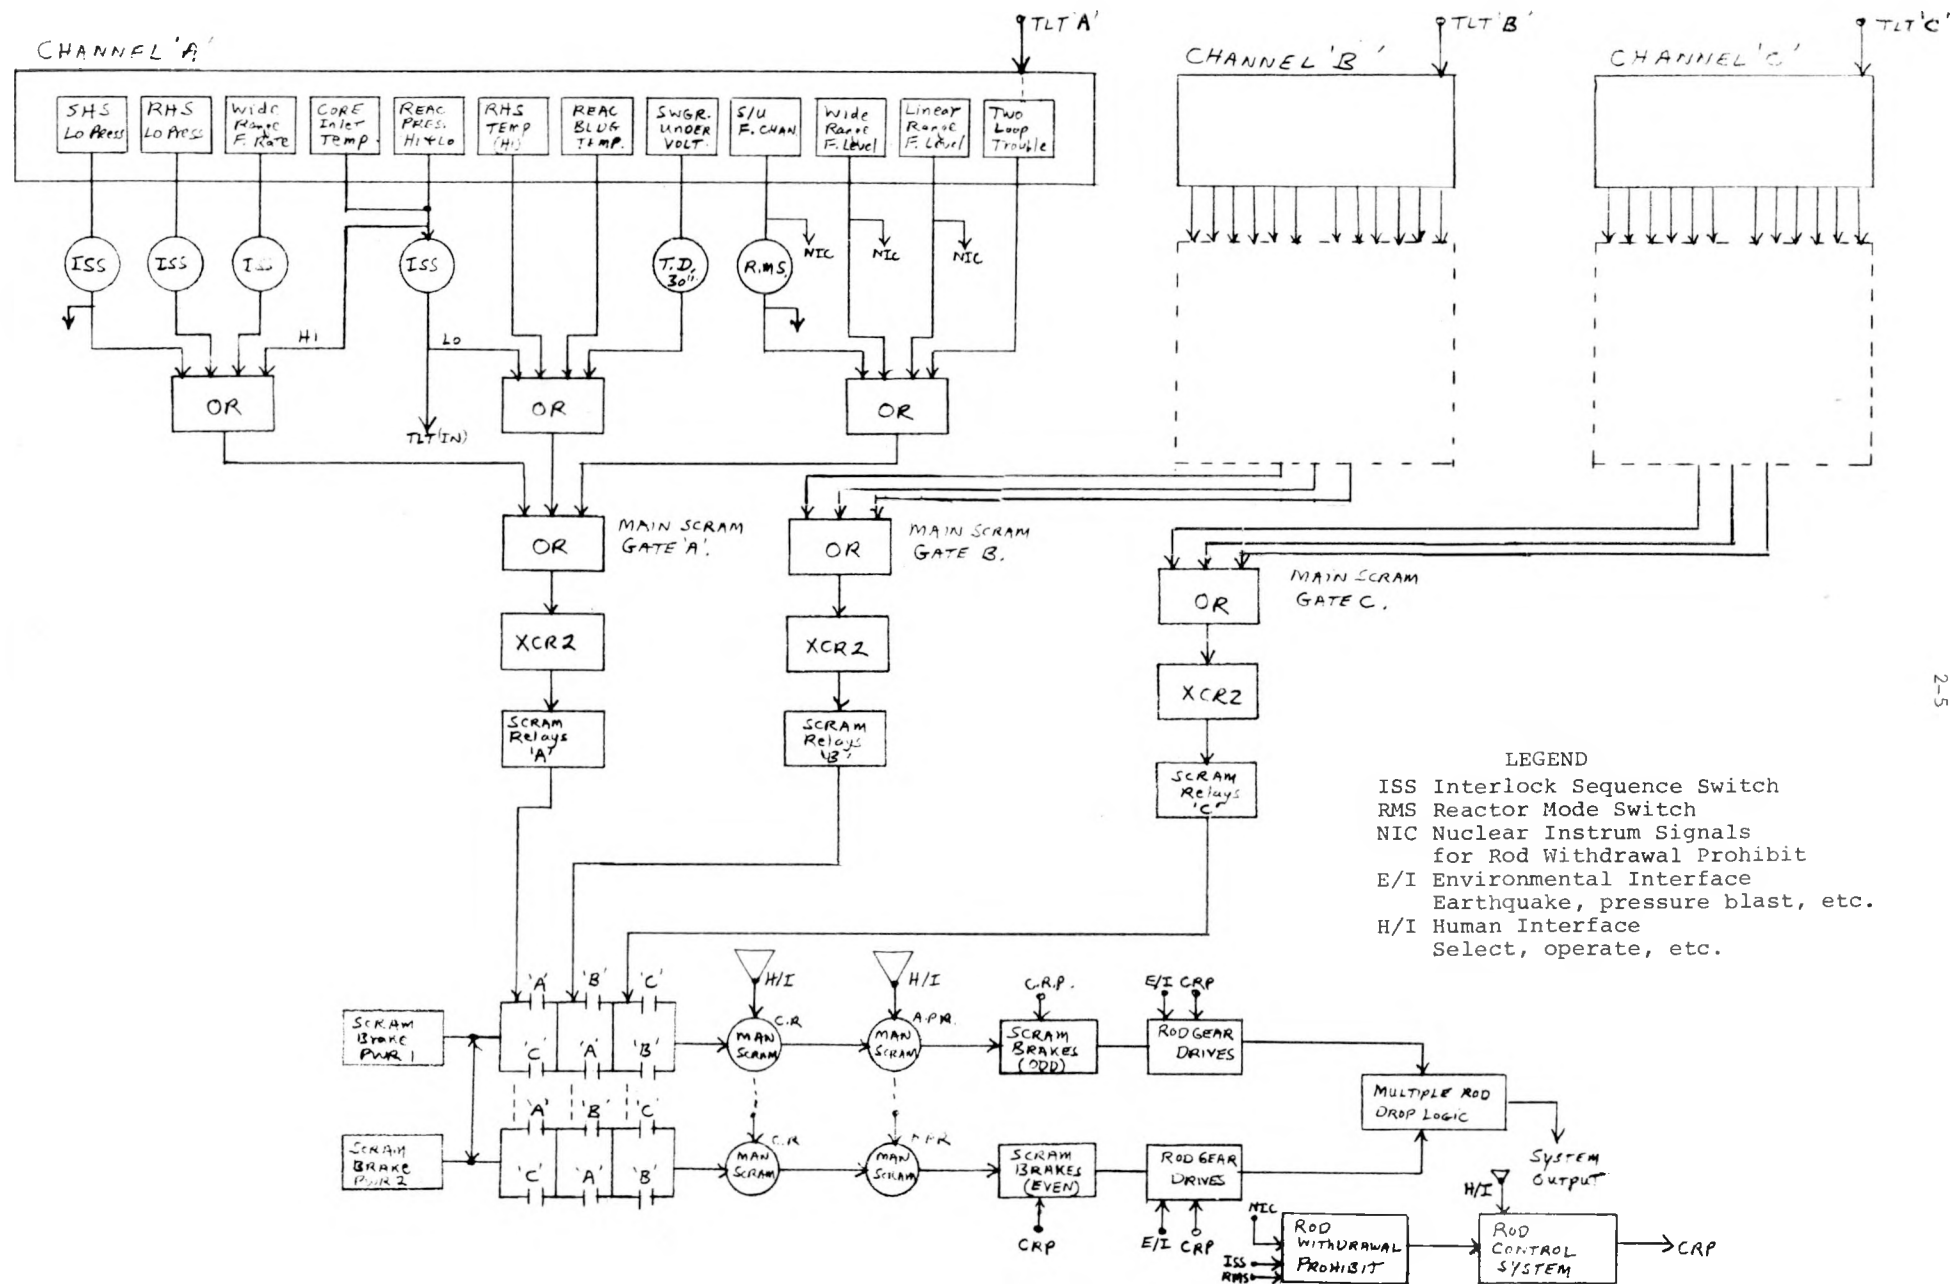 TLT 'A'
TLT 'B'
TLT 'C'
CHANNEL 'A'
CHANNEL 'B'
CHANNEL 'C'
SHS
Lo Press
RHS
Lo Press
Wide
Range
F. Rate
CORE
Inlet
Temp.
REAC
PRES.
HI+Lo
RHS
TEMP
(HI)
REAC
BLDG
TEMP.
SWGR.
UNDER
VOLT.
S/U
F. CHAN.
Wide
Range
F. Level
Linear
Range
F. Level
Two
Loop
Trouble
ISS
ISS
ISS
ISS
T.D.
30"
R.M.S.
NIC
NIC
NIC
HI
LO
OR
OR
OR
TLT (IN)
OR
MAIN SCRAM
GATE 'A'.
OR
MAIN SCRAM
GATE B.
OR
MAIN SCRAM
GATE C.
XCR2
XCR2
XCR2
SCRAM
Relays
'A'
SCRAM
Relays
'B'
SCRAM
Relays
'C'
2-5
LEGEND
ISS Interlock Sequence Switch
RMS Reactor Mode Switch
NIC Nuclear Instrum Signals
for Rod Withdrawal Prohibit
E/I Environmental Interface
Earthquake, pressure blast, etc.
H/I Human Interface
Select, operate, etc.
'A' 'B' 'C'
H/I
H/I
C.R.P.
E/I CRP
SCRAM
Brake
PWR 1
'C' 'A' 'B'
C.R
MAN
SCRAM
A.P.R.
MAN
SCRAM
SCRAM
BRAKES
(ODD)
ROD GEAR
DRIVES
MULTIPLE ROD
DROP LOGIC
'A' 'B' 'C'
SCRAM
BRAKE
PWR 2
'C' 'A' 'B'
C.R
MAN
SCRAM
A.P.R
MAN
SCRAM
SCRAM
BRAKES
(EVEN)
ROD GEAR
DRIVES
SYSTEM
OUTPUT
CRP
E/I CRP
NIC
ISS
RMS
ROD
WITHDRAWAL
PROHIBIT
H/I
ROD
CONTROL
SYSTEM
CRP